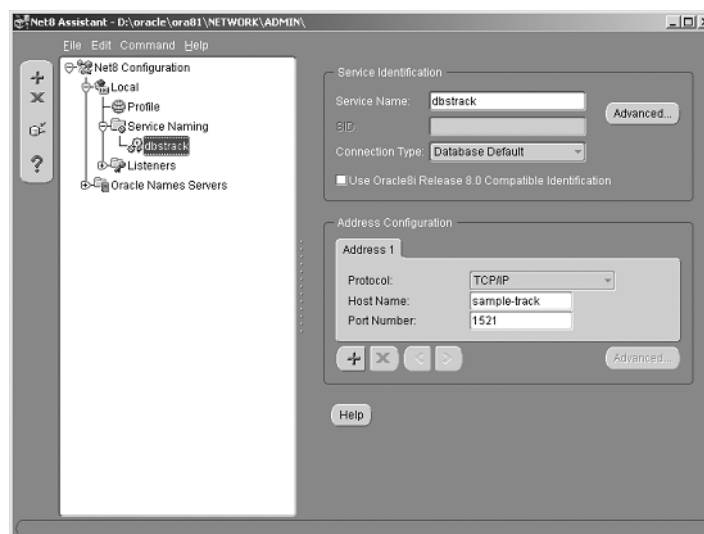 Net8 Assistant - D:\oracle\ora81\NETWORK\ADMIN\
File Edit Command Help
Net8 Configuration
Local
Profile
Service Naming
dbstrack
Listeners
Oracle Names Servers
Service Identification
Service Name: dbstrack
Advanced...
SID:
Connection Type: Database Default
Use Oracle8i Release 8.0 Compatible Identification
Address Configuration
Address 1
Protocol: TCP/IP
Host Name: sample-track
Port Number: 1521
Advanced...
Help